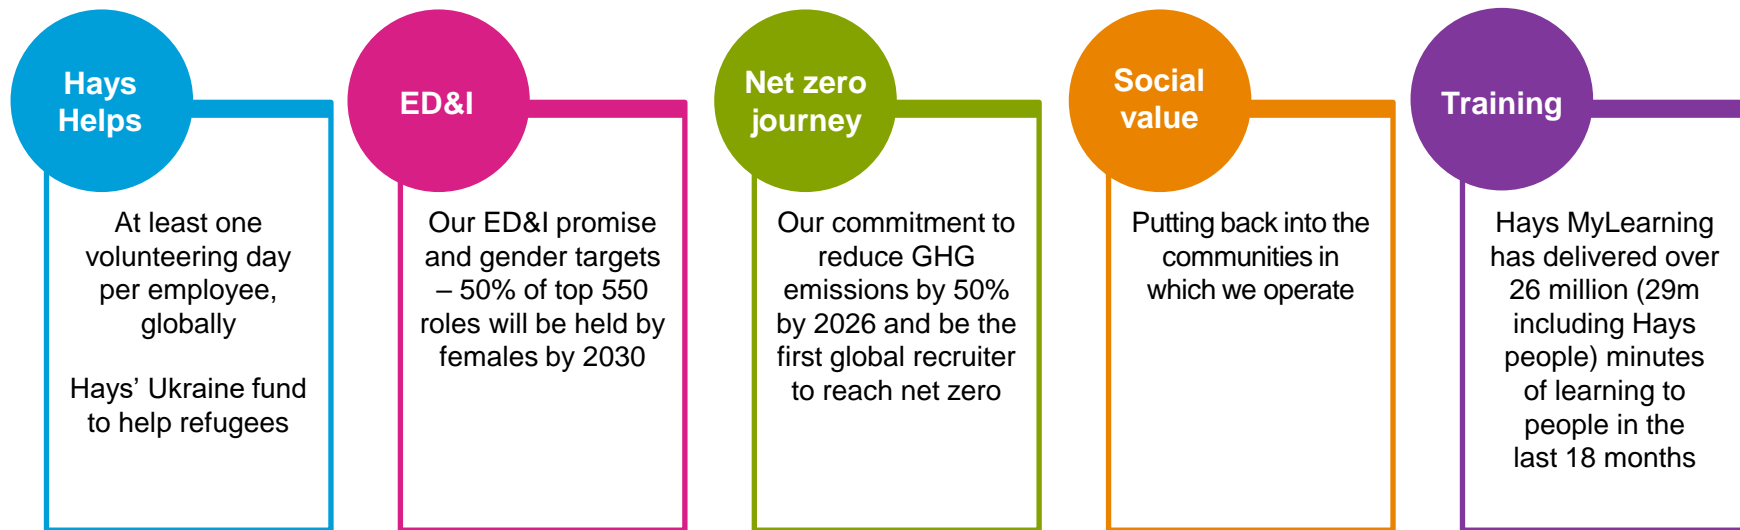 Hays
Helps
At least one
volunteering day
per employee,
globally
Hays’ Ukraine fund
to help refugees
ED&I
Our ED&I promise
and gender targets
– 50% of top 550
roles will be held by
females by 2030
Net zero
journey
Our commitment to
reduce GHG
emissions by 50%
by 2026 and be the
first global recruiter
to reach net zero
Social
value
Putting back into the
communities in
which we operate
Training
Hays MyLearning
has delivered over
26 million (29m
including Hays
people) minutes
of learning to
people in the
last 18 months